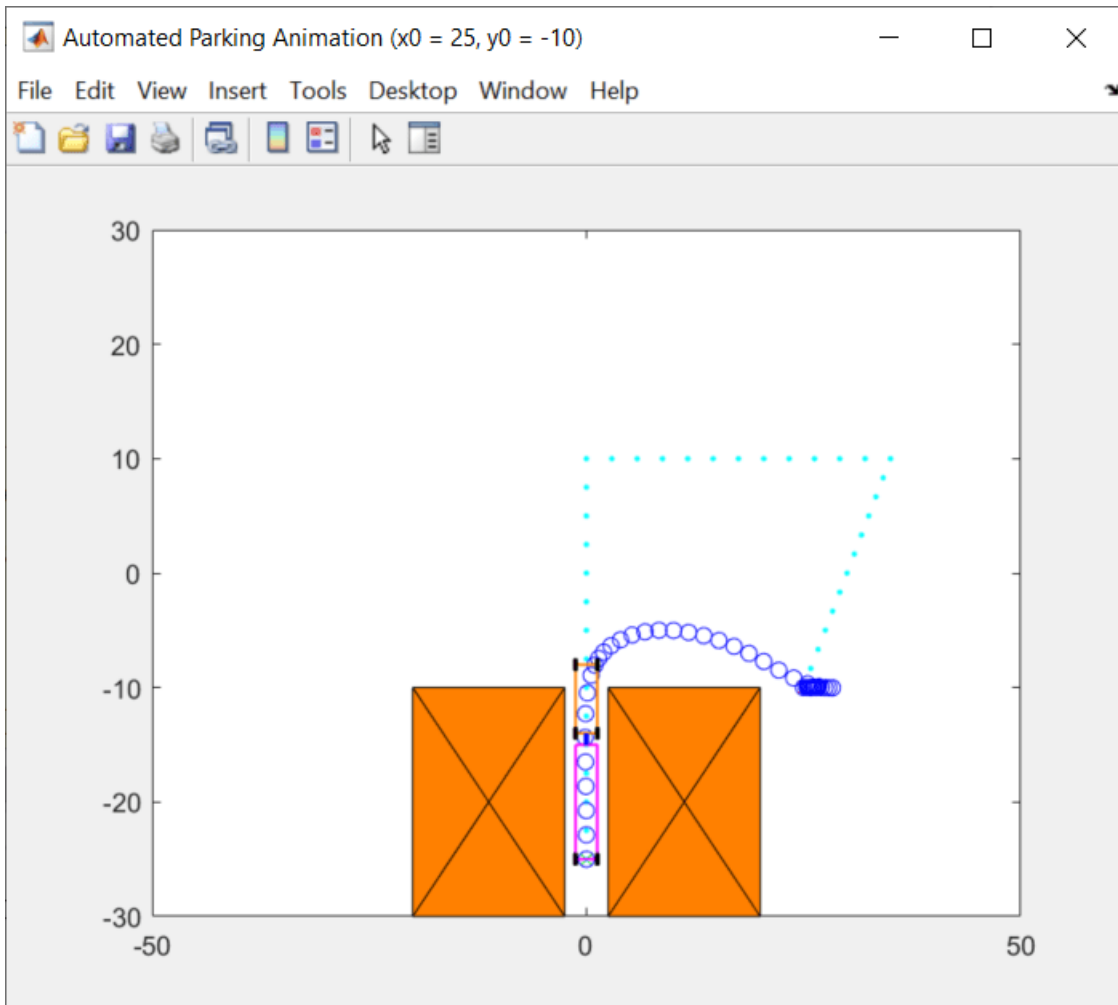 Automated Parking Animation (x0 = 25, y0 = -10)
File Edit View Insert Tools Desktop Window Help
30
20
10
0
-10
-20
-30
-50 0 50